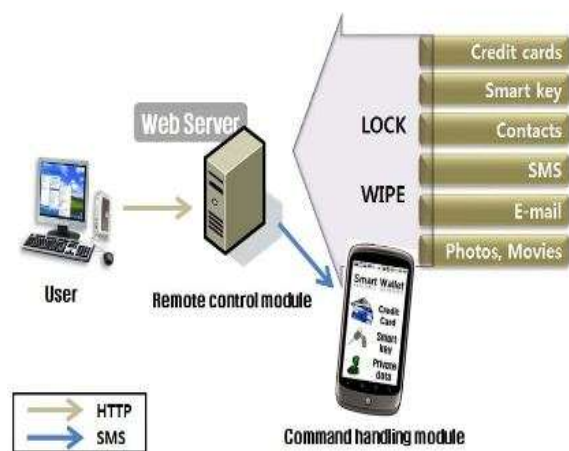 Credit cards
Smart key
Contacts
SMS
E-mail
Photos, Movies
LOCK
WIPE
Web Server
User
Remote control module
Smart Wallet
Credit
Card
Smart
key
Private
data
Command handling module
HTTP
SMS